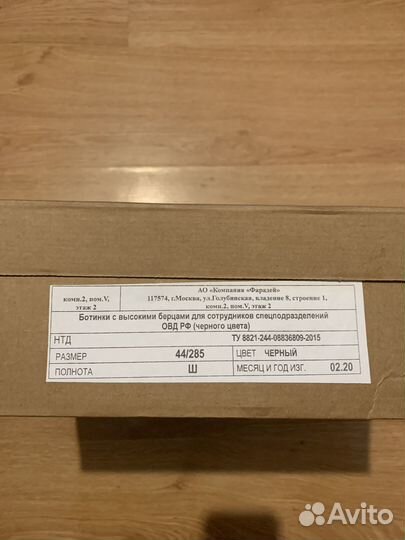 АО «Компания «Фарадей»
комн.2, пом.V,
этаж 2
117574, г.Москва, ул.Голубинская, владение 8, строение 1,
комн.2, пом.V, этаж 2
Ботинки с высокими берцами для сотрудников спецподразделений
ОВД РФ (черного цвета)
НТД ТУ 8821-244-08836809-2015
РАЗМЕР 44/285 ЦВЕТ ЧЕРНЫЙ
ПОЛНОТА Ш МЕСЯЦ И ГОД ИЗГ. 02.20
Avito